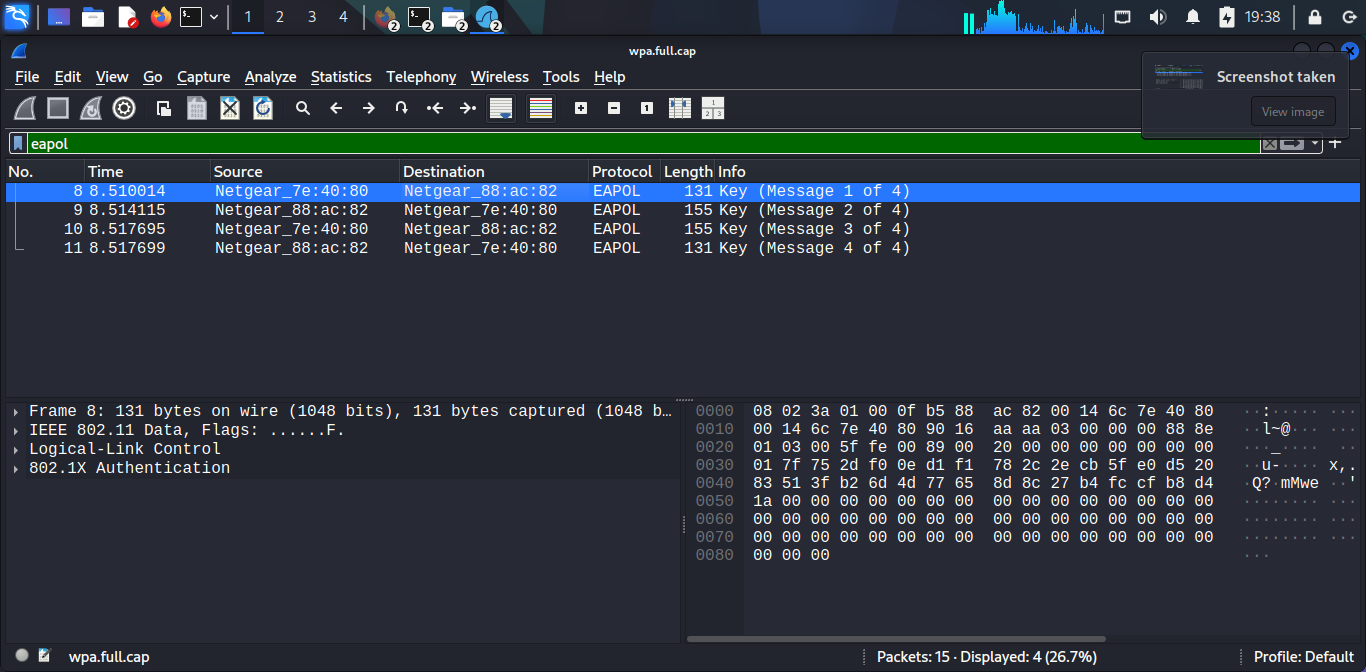 1 2 3 4 2 2 2 2 19:38
wpa.full.cap
File Edit View Go Capture Analyze Statistics Telephony Wireless Tools Help
Screenshot taken
View image
eapol
No. Time Source Destination Protocol Length Info
8 8.510014 Netgear_7e:40:80 Netgear_88:ac:82 EAPOL 131 Key (Message 1 of 4)
9 8.514115 Netgear_88:ac:82 Netgear_7e:40:80 EAPOL 155 Key (Message 2 of 4)
10 8.517695 Netgear_7e:40:80 Netgear_88:ac:82 EAPOL 155 Key (Message 3 of 4)
11 8.517699 Netgear_88:ac:82 Netgear_7e:40:80 EAPOL 131 Key (Message 4 of 4)
Frame 8: 131 bytes on wire (1048 bits), 131 bytes captured (1048 b…
IEEE 802.11 Data, Flags: ......F.
Logical-Link Control
802.1X Authentication
0000 08 02 3a 01 00 0f b5 88 ac 82 00 14 6c 7e 40 80 ··:····· ···
0010 00 14 6c 7e 40 80 90 16 aa aa 03 00 00 00 88 8e ··l~@··· ···
0020 01 03 00 5f fe 00 89 00 20 00 00 00 00 00 00 00 ···_···· ···
0030 01 7f 75 2d f0 0e d1 f1 78 2c 2e cb 5f e0 d5 20 ··u-···· x,.
0040 83 51 3f b2 6d 4d 77 65 8d 8c 27 b4 fc cf b8 d4 ·Q?·mMwe ··'
0050 1a 00 00 00 00 00 00 00 00 00 00 00 00 00 00 00 ········ ···
0060 00 00 00 00 00 00 00 00 00 00 00 00 00 00 00 00 ········ ···
0070 00 00 00 00 00 00 00 00 00 00 00 00 00 00 00 00 ········ ···
0080 00 00 00 ···
wpa.full.cap
Packets: 15 · Displayed: 4 (26.7%)
Profile: Default